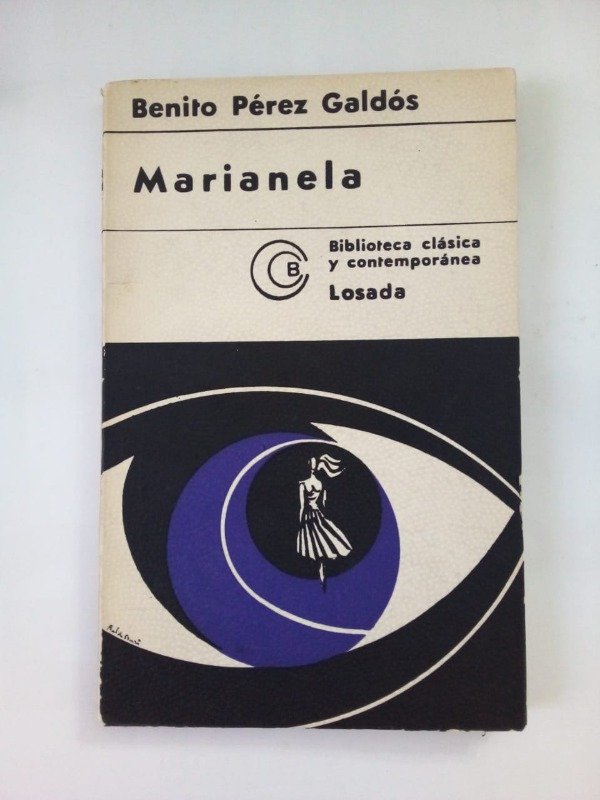 Benito Pérez Galdós
Marianela
B
Biblioteca clásica
y contemporánea
Losada